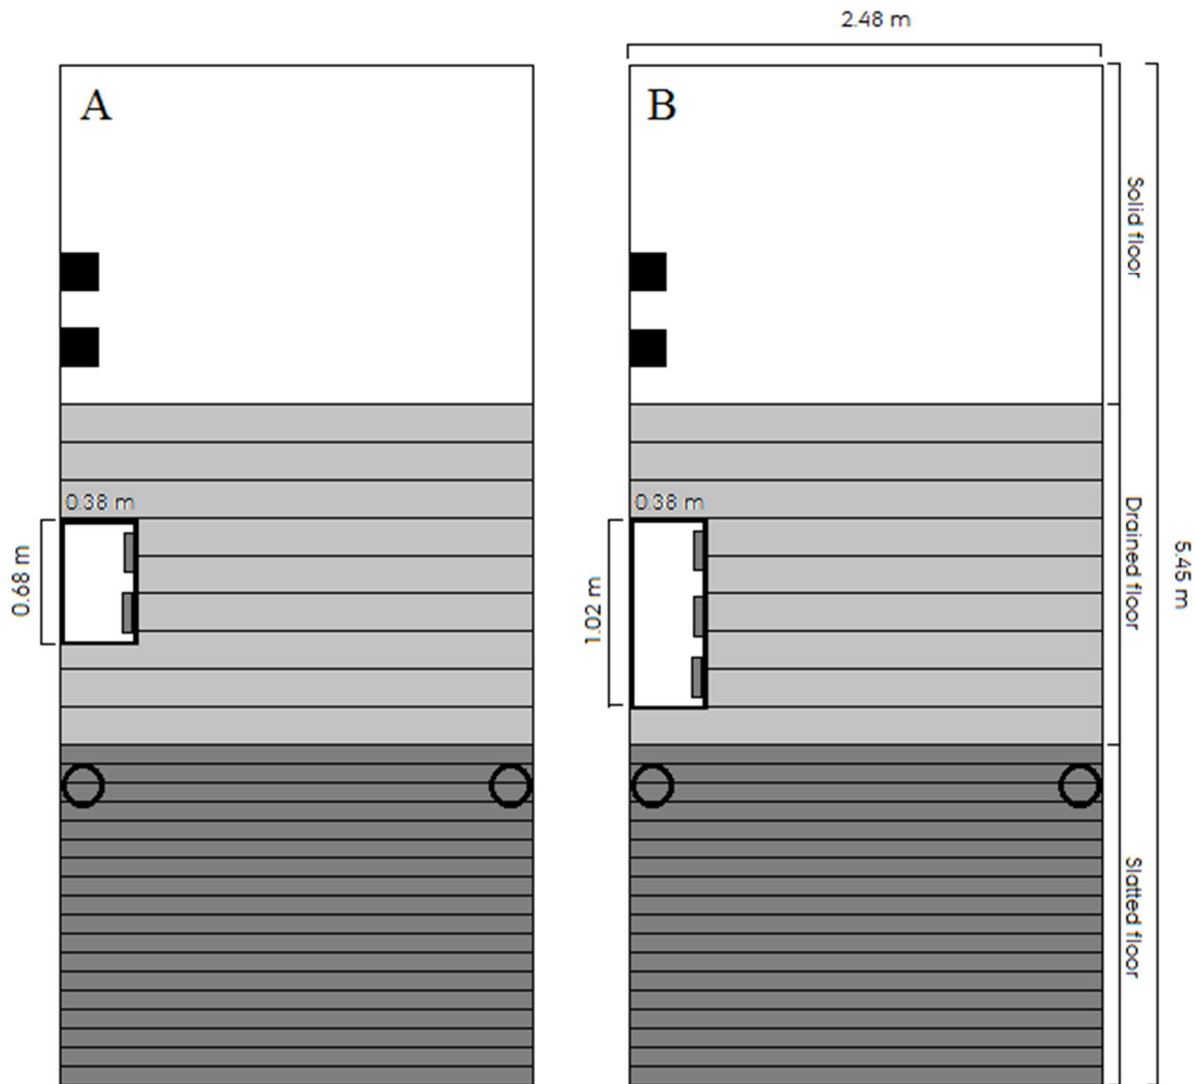 2.48 m
A
B
Solid floor
0.38 m
0.38 m
Drained floor
5.45 m
0.68 m
1.02 m
Slatted floor